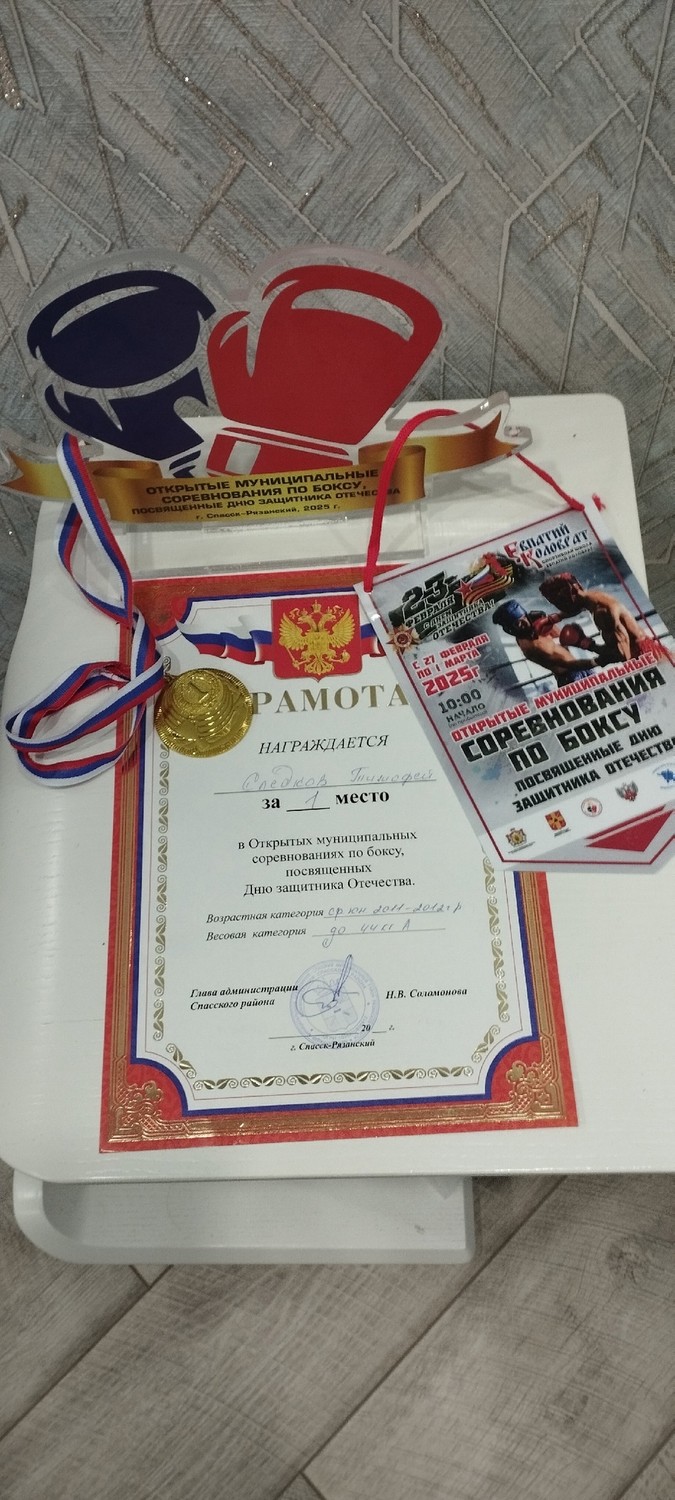 ОТКРЫТЫЕ МУНИЦИПАЛЬНЫЕ
СОРЕВНОВАНИЯ ПО БОКСУ,
ПОСВЯЩЕННЫЕ ДНЮ ЗАЩИТНИКА ОТЕЧЕСТВА
г. Спасск-Рязанский, 2025 г.
ЕВПАТИЙ
КОЛОВРАТ
23
ФЕВРАЛЯ
ОТЕЧЕСТВА!
С 27 ФЕВРАЛЯ
ПО 1 МАРТА
2025г
10:00
НАЧАЛО
ОТКРЫТЫЕ МУНИЦИПАЛЬНЫЕ
СОРЕВНОВАНИЯ
ПО БОКСУ
ПОСВЯЩЕННЫЕ ДНЮ
ЗАЩИТНИКА ОТЕЧЕСТВА
РАМОТА
НАГРАЖДАЕТСЯ
Следков Тимофей
за 1 место
1
в Открытых муниципальных
соревнованиях по боксу,
посвященных
Дню защитника Отечества.
Возрастная категория ср юн 2011-2012 г р
Весовая категория до 44 кг
Глава администрации
Спасского района
Н.В. Соломонова
20 г.
г. Спасск-Рязанский